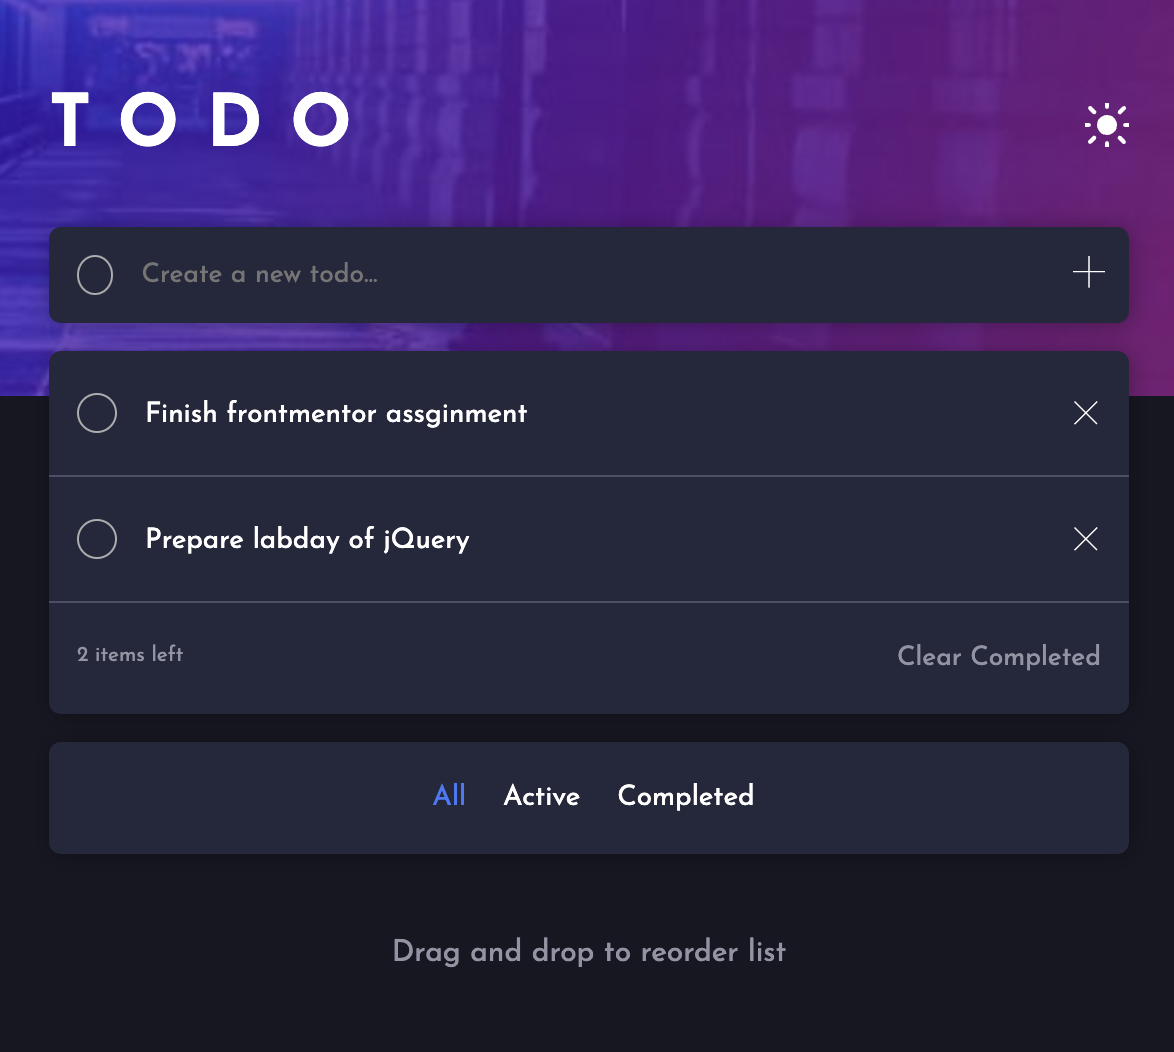 TODO
Create a new todo...
Finish frontmentor assginment
Prepare labday of jQuery
2 items left Clear Completed
All Active Completed
Drag and drop to reorder list